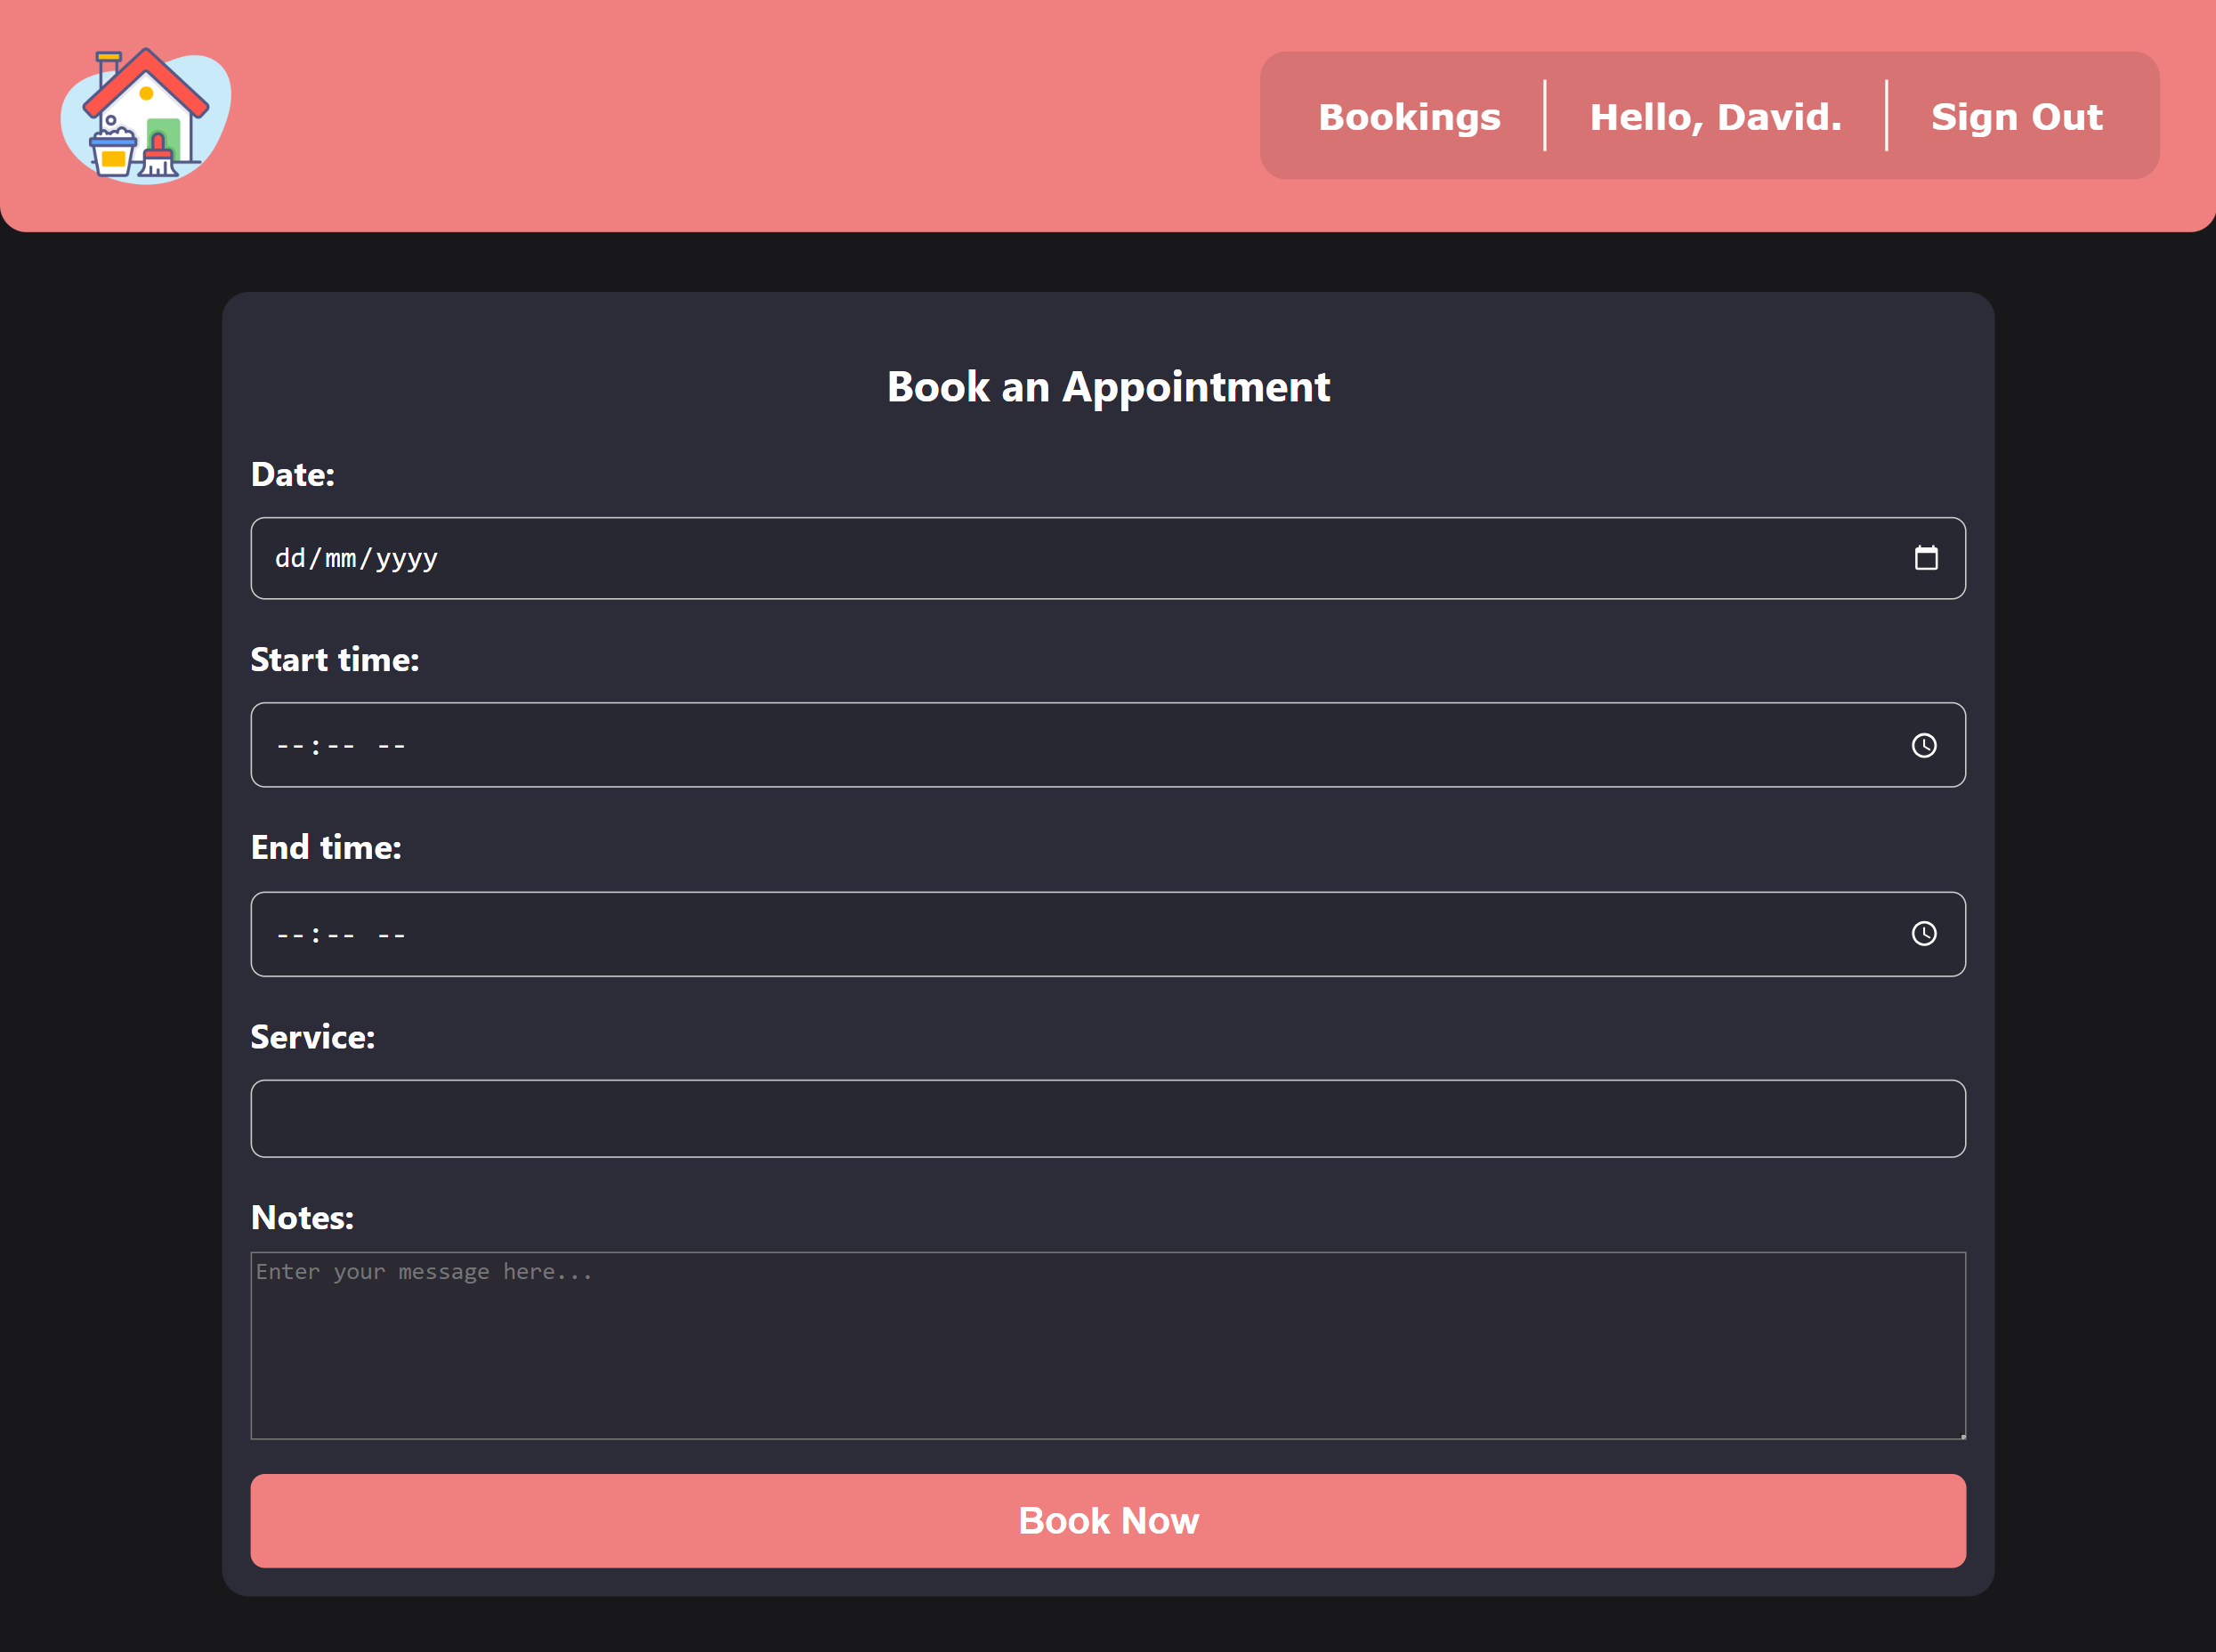 Bookings
Hello, David.
Sign Out
Book an Appointment
Date:
dd/mm/yyyy
Start time:
--:-- --
End time:
--:-- --
Service:
Notes:
Enter your message here...
Book Now